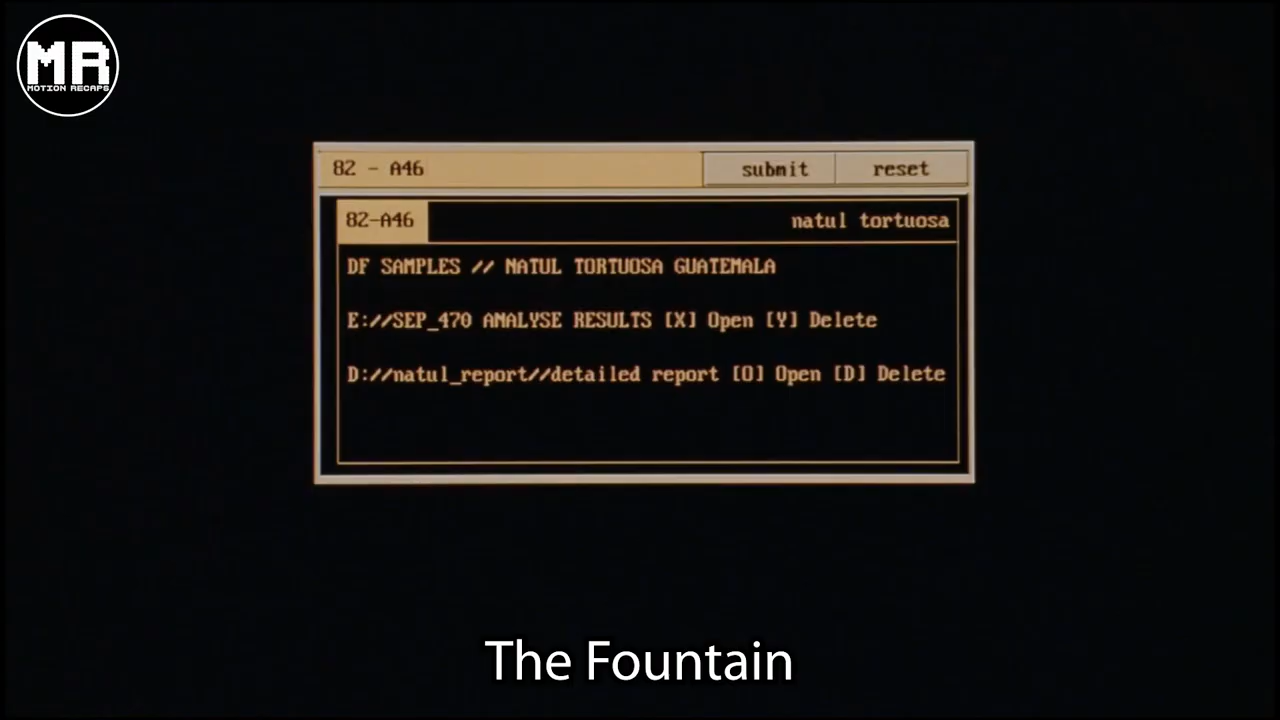 MR
MOTION RECAPS
82 - A46 submit reset
82-A46 natul tortuosa
DF SAMPLES // NATUL TORTUOSA GUATEMALA
E://SEP_470 ANALYSE RESULTS [X] Open [Y] Delete
D://natul_report//detailed report [O] Open [D] Delete
The Fountain